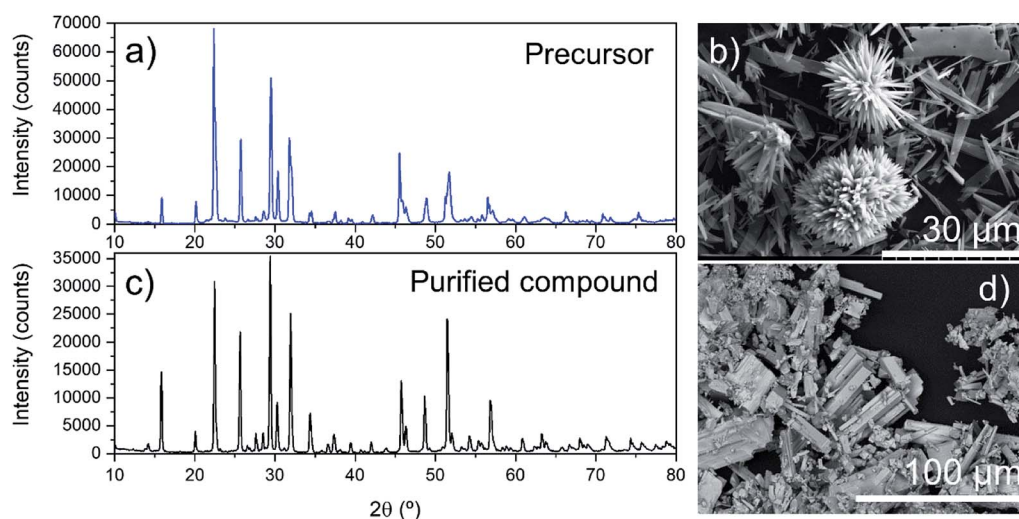 a)
Precursor
Intensity (counts)
70000
60000
50000
40000
30000
20000
10000
0
10 20 30 40 50 60 70 80
b)
30 µm
c)
Purified compound
Intensity (counts)
35000
30000
25000
20000
15000
10000
5000
0
10 20 30 40 50 60 70 80
2θ (º)
d)
100 µm